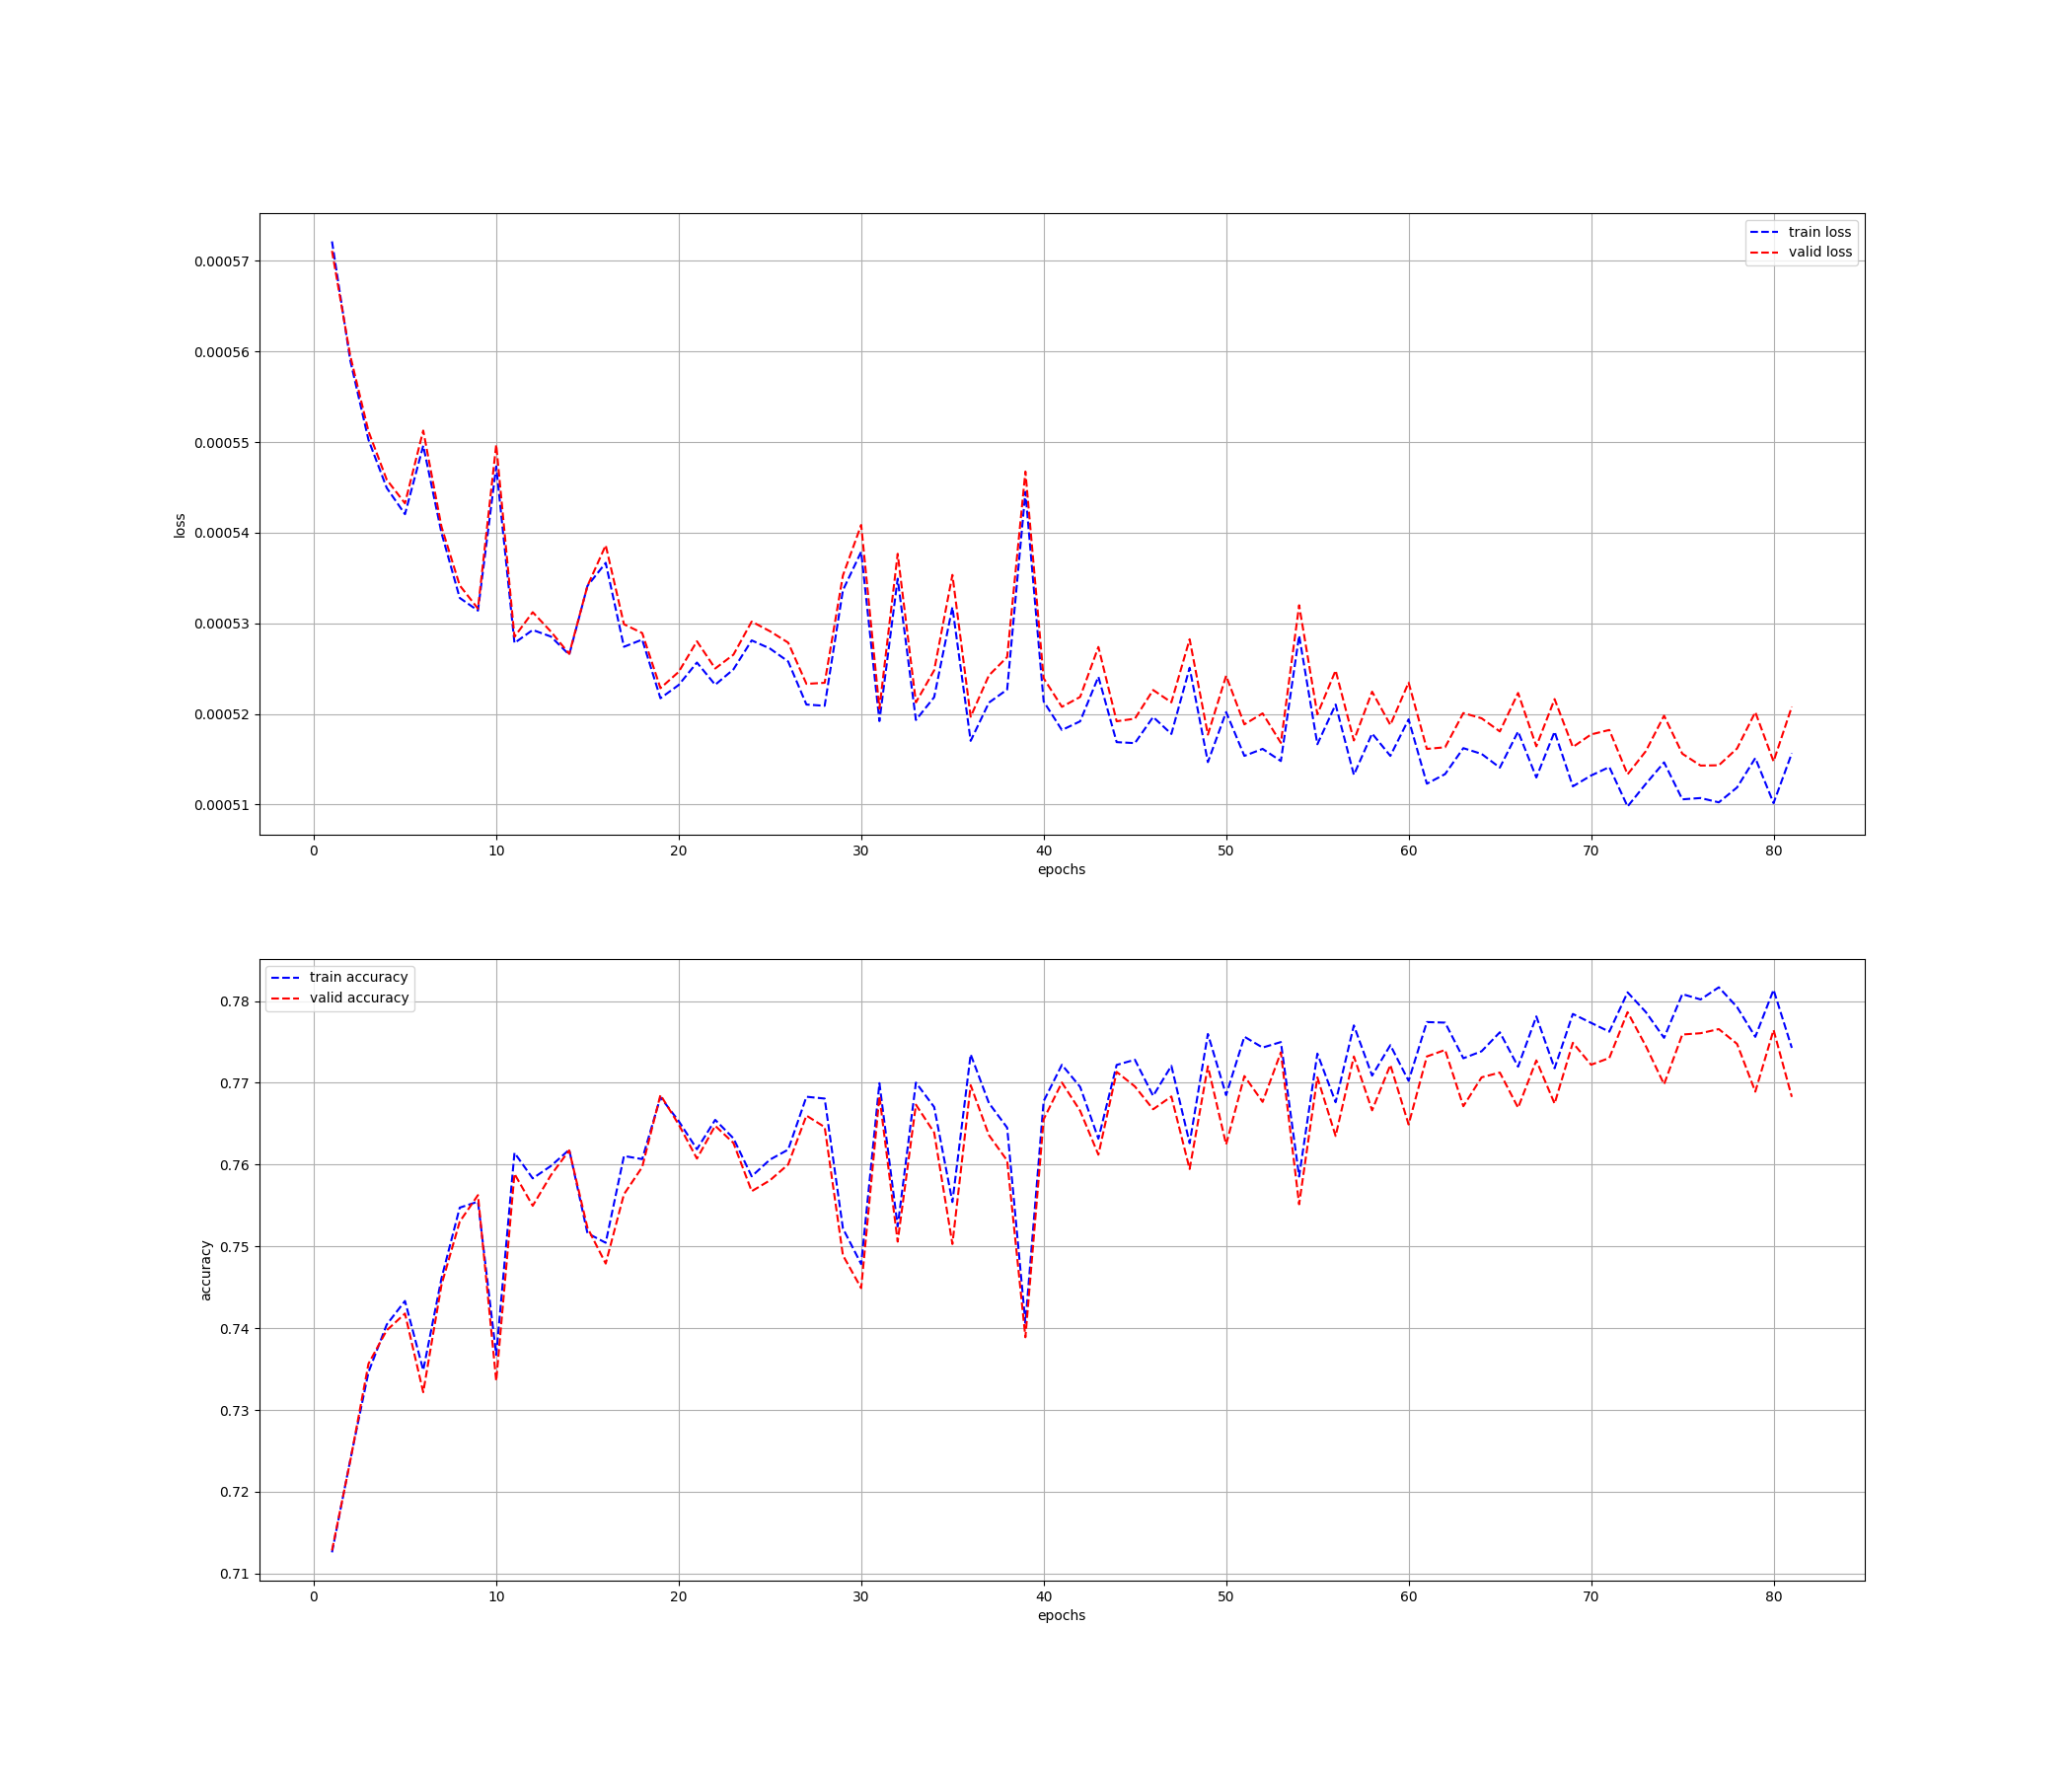 train loss
valid loss
0.00057
0.00056
0.00055
0.00054
0.00053
0.00052
0.00051
loss
0 10 20 30 40 50 60 70 80
epochs
train accuracy
valid accuracy
0.78
0.77
0.76
0.75
0.74
0.73
0.72
0.71
accuracy
0 10 20 30 40 50 60 70 80
epochs